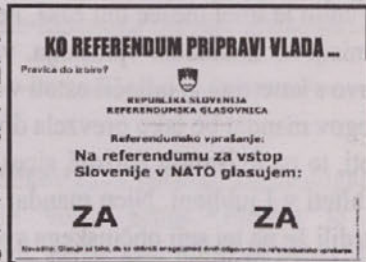 KO REFERENDUM PRIPRAVI VLADA...
Pravica do izbire?
REPUBLIKA SLOVENIJA
REFERENDUMSKA GLASOVNICA
Referendumsko vprašanje:
Na referendumu za vstop
Slovenije v NATO glasujem:
ZA ZA